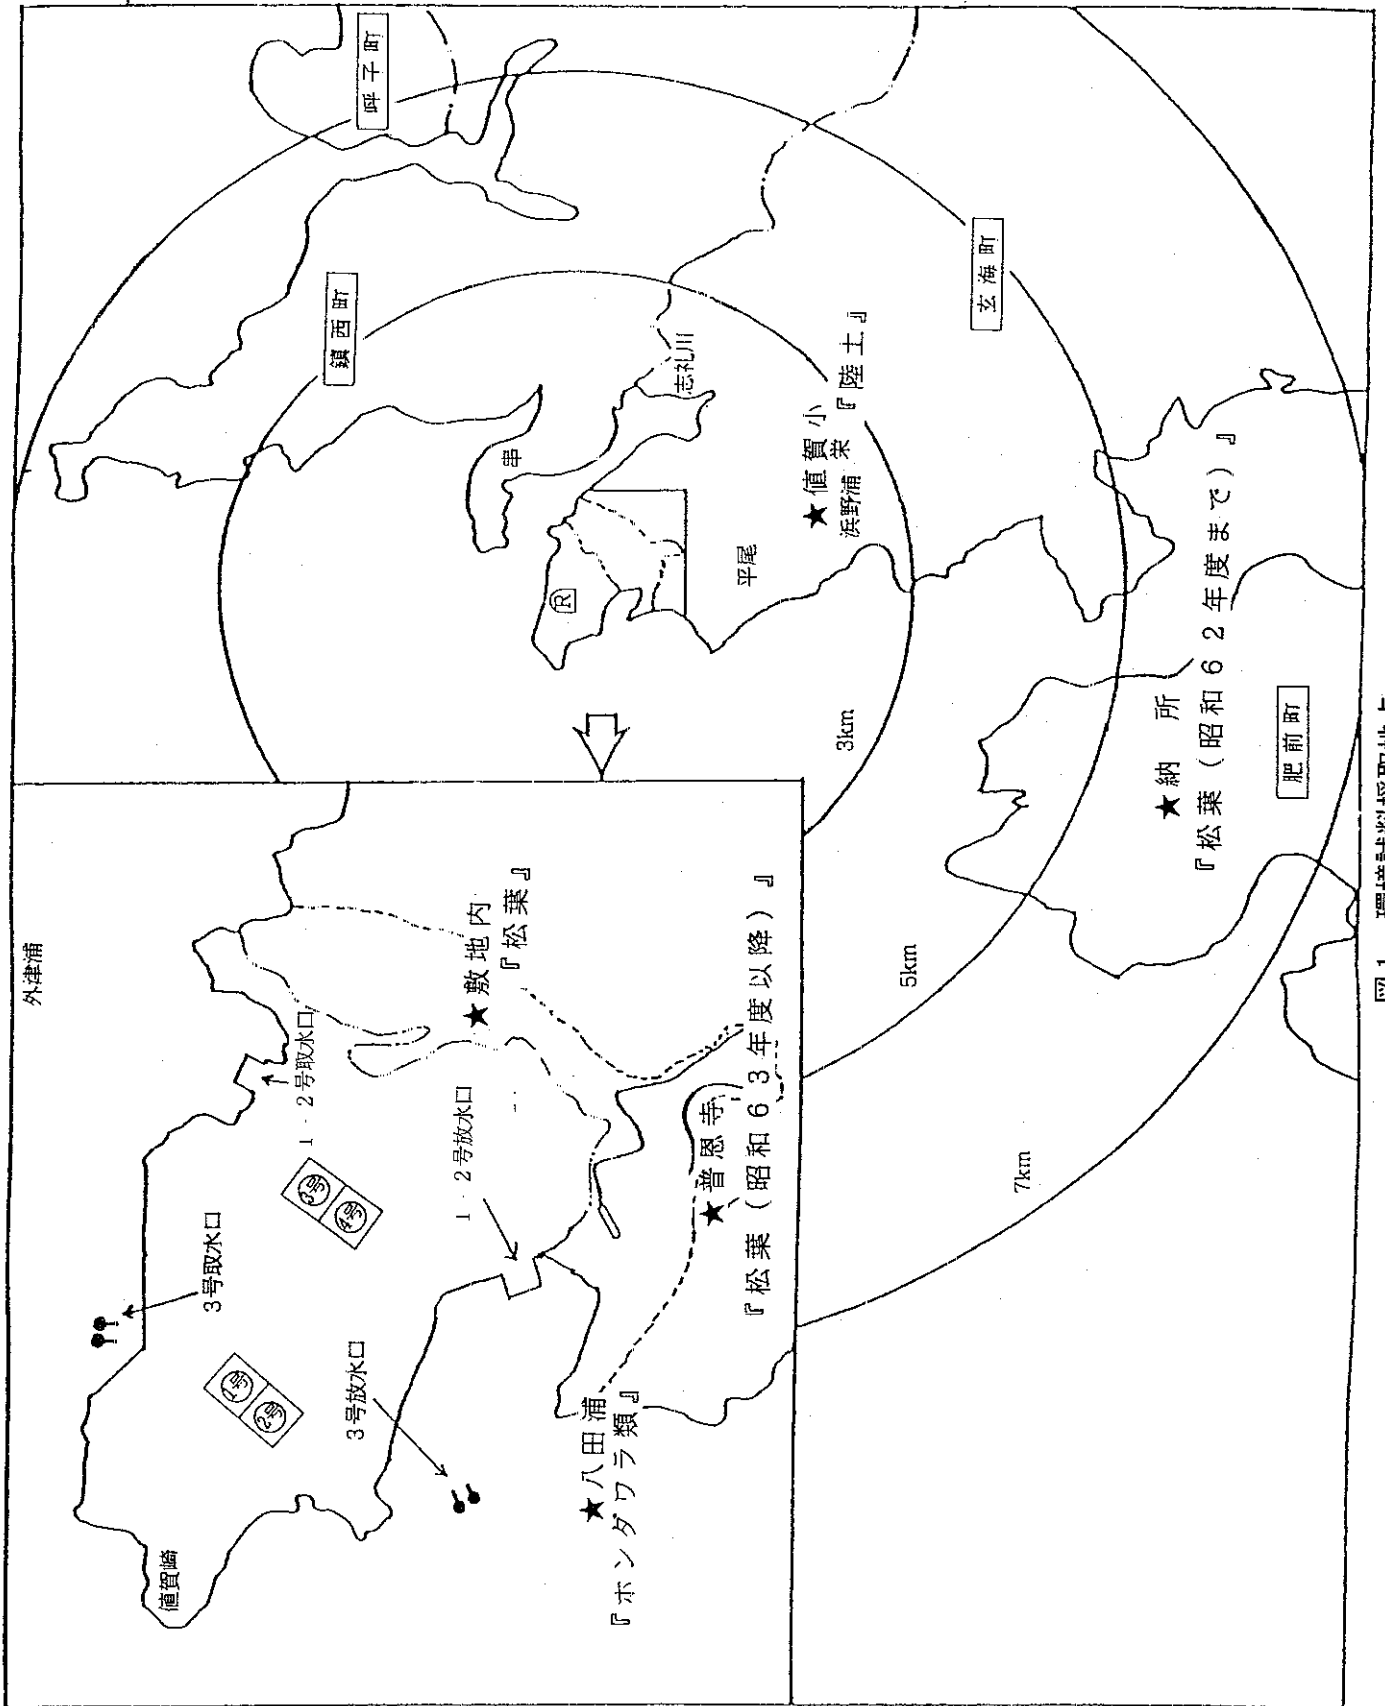 外津浦
値賀崎
3号取水口
1・2号取水口
①号
②号
③号
④号
3号放水口
1・2号放水口
★敷地内
『松葉』
★八田浦
『ホンダワラ類』
★普恩寺
『松葉（昭和63年度以降）』
呼子町
鎮西町
串
志礼川
R
平尾
★値賀小
浜野浦 栄『陸土』
玄海町
3km
5km
7km
★納所
『松葉（昭和62年度まで）』
肥前町
図1 環境試料採取地点